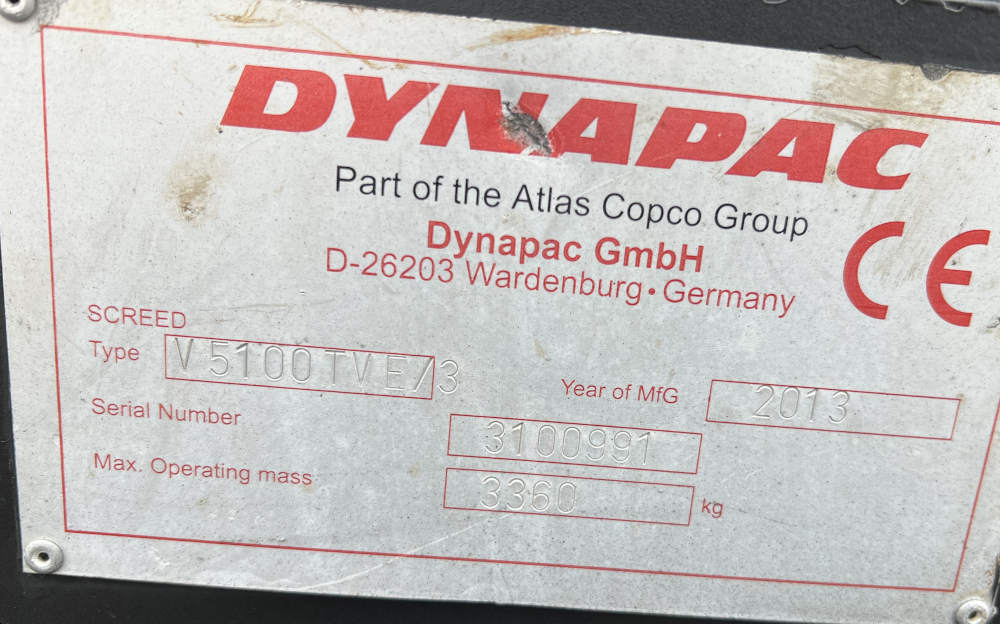 DYNAPAC
Part of the Atlas Copco Group
Dynapac GmbH
D-26203 Wardenburg • Germany
CE
SCREED
Type V 5100 TV E/3
Year of MfG 2013
Serial Number 3100991
Max. Operating mass 3360 kg